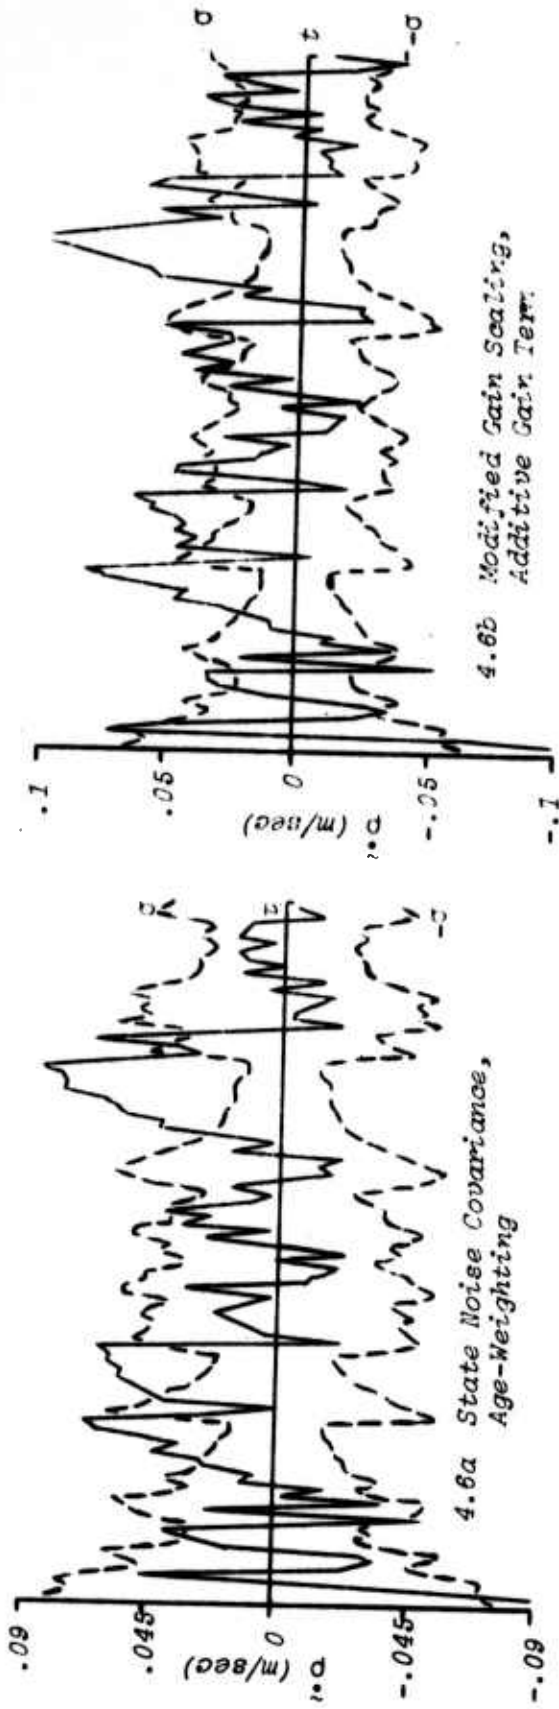 .09
.045
0
-.045
-.09
ρ̇̃ (m/sec)
σ
t
-σ
4.6a State Noise Covariance,
Age-Weighting
.1
.05
0
-.05
-.1
ρ̇̃ (m/sec)
σ
t
-σ
4.6b Modified Gain Scaling,
Additive Gain Term